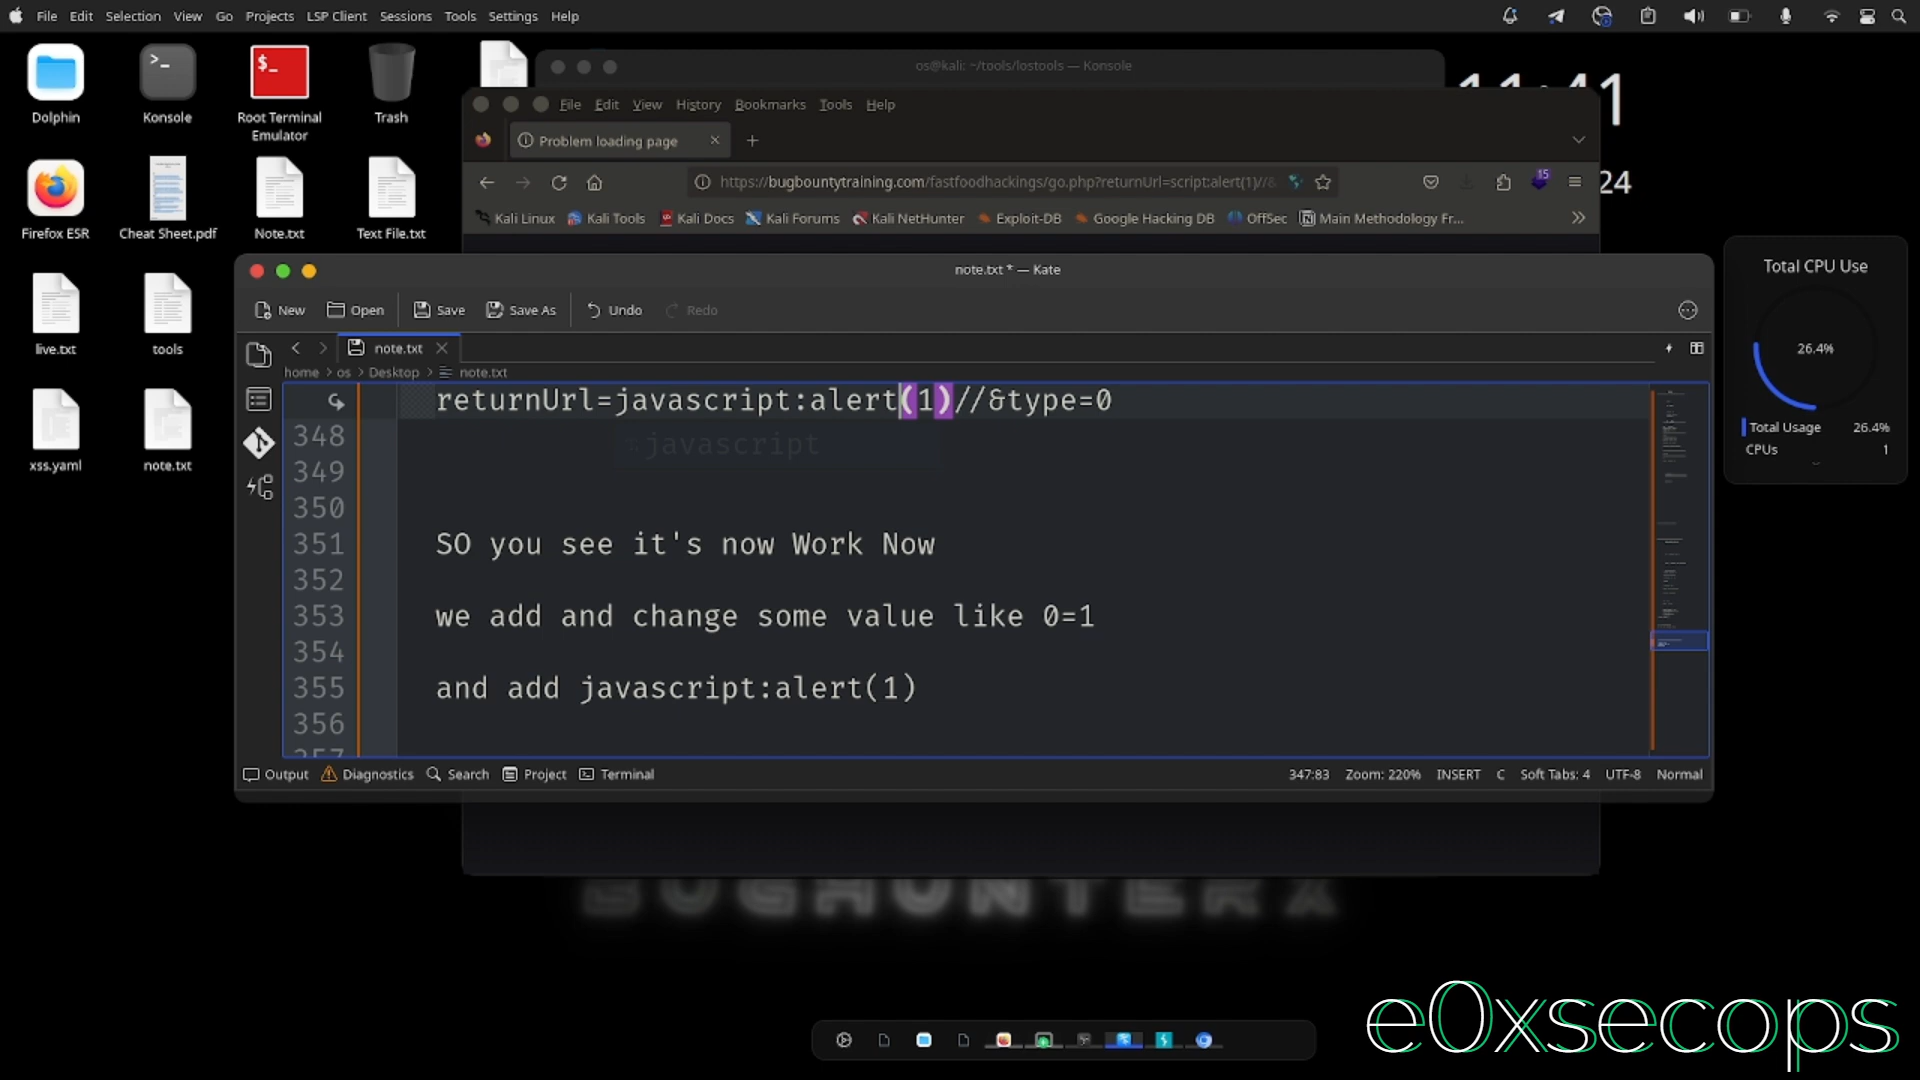 File Edit Selection View Go Projects LSP Client Sessions Tools Settings Help
os@kali: ~/tools/lostools — Konsole
11:41
File Edit View History Bookmarks Tools Help
Problem loading page
https://bugbountytraining.com/fastfoodhackings/go.php?returnUrl=script:alert(1)//&
15
24
Kali Linux Kali Tools Kali Docs Kali Forums Kali NetHunter Exploit-DB Google Hacking DB OffSec Main Methodology Fr...
Dolphin
Konsole
Root Terminal Emulator
Trash
Firefox ESR
Cheat Sheet.pdf
Note.txt
Text File.txt
live.txt
tools
xss.yaml
note.txt
note.txt * — Kate
New Open Save Save As Undo Redo
note.txt
home > os > Desktop > note.txt
returnUrl=javascript:alert(1)//&type=0
348
javascript
349
350
351 SO you see it's now Work Now
352
353 we add and change some value like 0=1
354
355 and add javascript:alert(1)
356
357
Output Diagnostics Search Project Terminal
347:83 Zoom: 220% INSERT C Soft Tabs: 4 UTF-8 Normal
Total CPU Use
26.4%
Total Usage 26.4%
CPUs 1
BUGHUNTERX
e0xsecops